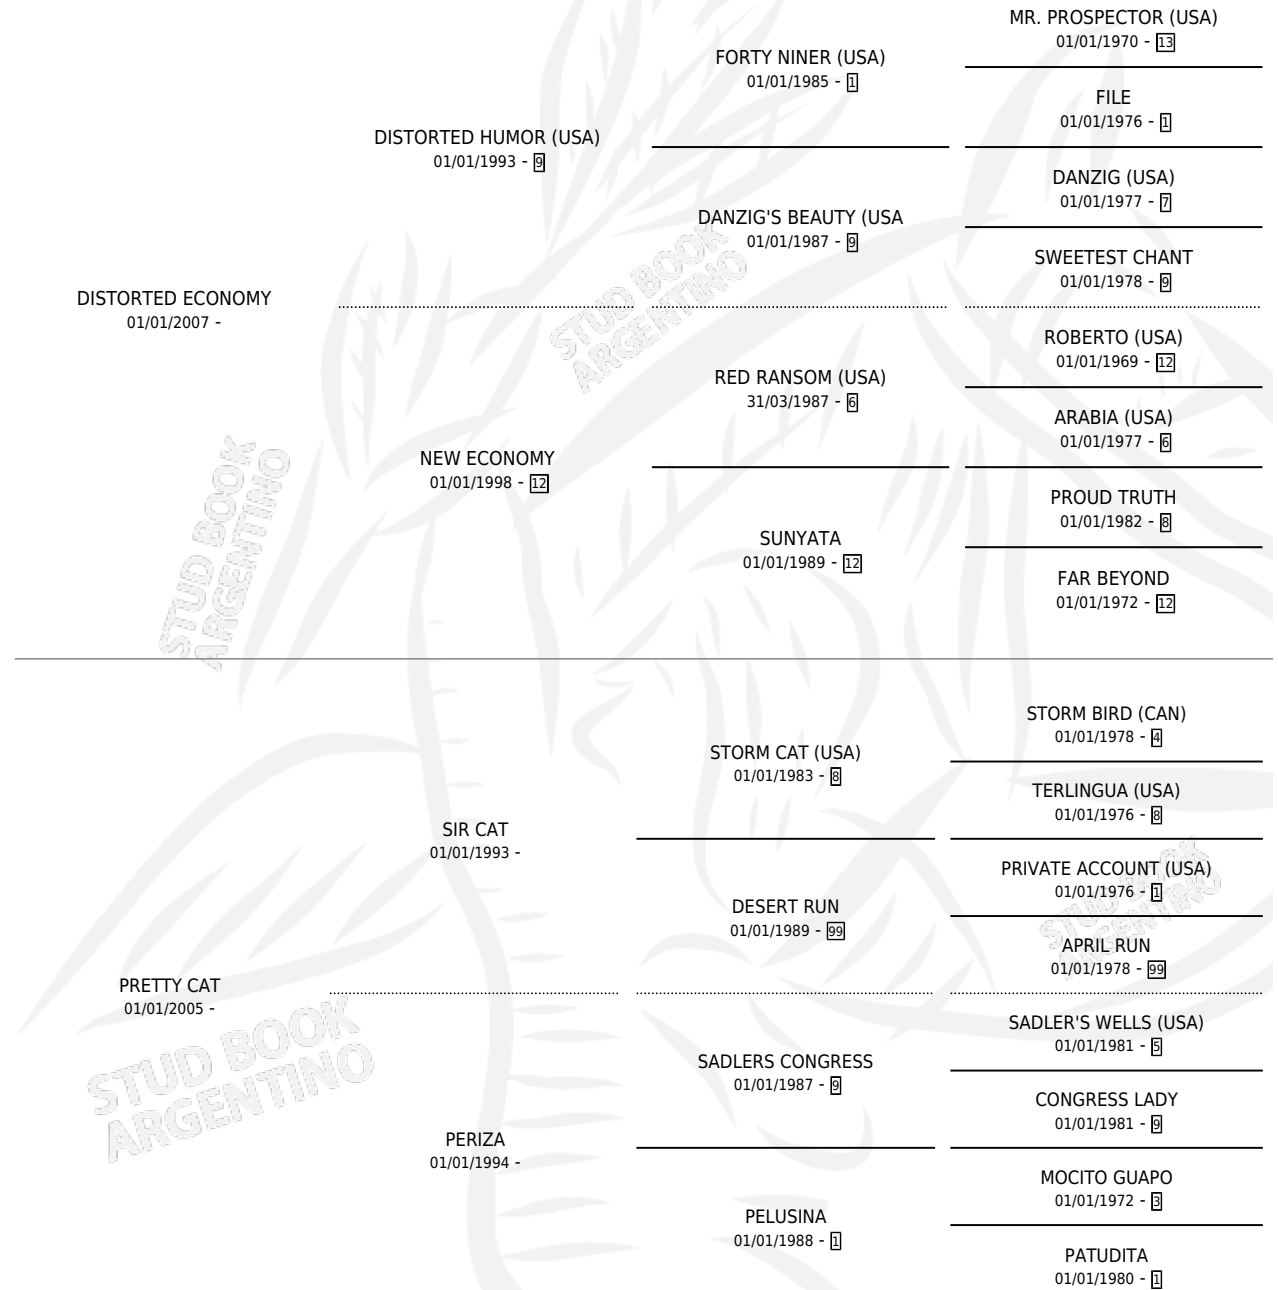 MR. PROSPECTOR (USA)
01/01/1970 - 13
FORTY NINER (USA)
01/01/1985 - 1
FILE
01/01/1976 - 1
DISTORTED HUMOR (USA)
01/01/1993 - 9
DANZIG (USA)
01/01/1977 - 7
DANZIG'S BEAUTY (USA
01/01/1987 - 9
SWEETEST CHANT
01/01/1978 - 9
DISTORTED ECONOMY
01/01/2007 -
STUD BOOK
ARGENTINO
ROBERTO (USA)
01/01/1969 - 12
RED RANSOM (USA)
31/03/1987 - 6
ARABIA (USA)
01/01/1977 - 6
NEW ECONOMY
01/01/1998 - 12
PROUD TRUTH
01/01/1982 - 8
SUNYATA
01/01/1989 - 12
FAR BEYOND
01/01/1972 - 12
STUD BOOK
ARGENTINO
STORM BIRD (CAN)
01/01/1978 - 4
STORM CAT (USA)
01/01/1983 - 8
TERLINGUA (USA)
01/01/1976 - 8
SIR CAT
01/01/1993 -
PRIVATE ACCOUNT (USA)
01/01/1976 - 1
DESERT RUN
01/01/1989 - 99
STUD BOOK
ARGENTINO
APRIL RUN
01/01/1978 - 99
PRETTY CAT
01/01/2005 -
STUD BOOK
ARGENTINO
SADLER'S WELLS (USA)
01/01/1981 - 5
SADLERS CONGRESS
01/01/1987 - 9
CONGRESS LADY
01/01/1981 - 9
PERIZA
01/01/1994 -
MOCITO GUAPO
01/01/1972 - 3
PELUSINA
01/01/1988 - 1
PATUDITA
01/01/1980 - 1